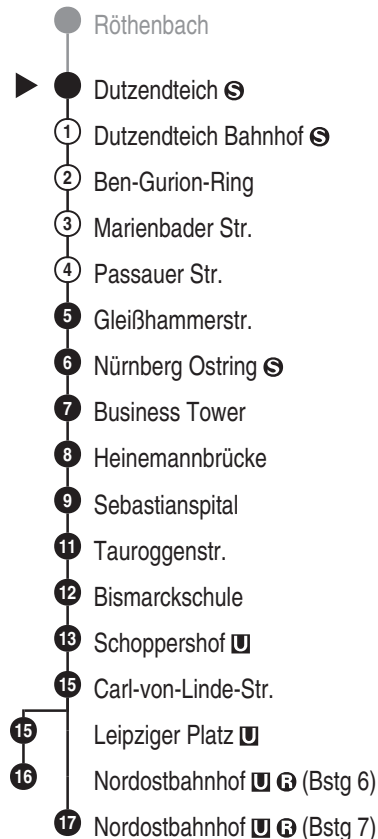 Röthenbach
Dutzendteich S
1 Dutzendteich Bahnhof S
2 Ben-Gurion-Ring
3 Marienbader Str.
4 Passauer Str.
5 Gleißhammerstr.
6 Nürnberg Ostring S
7 Business Tower
8 Heinemannbrücke
9 Sebastianspital
11 Tauroggenstr.
12 Bismarckschule
13 Schoppershof U
15 Carl-von-Linde-Str.
15 Leipziger Platz U
16 Nordostbahnhof U R (Bstg 6)
17 Nordostbahnhof U R (Bstg 7)